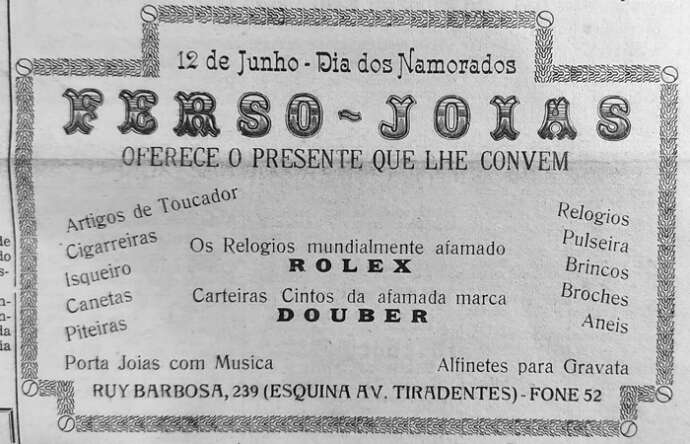 12 de Junho - Dia dos Namorados
FERSO - JOIAS
OFERECE O PRESENTE QUE LHE CONVEM
Artigos de Toucador
Cigarreiras
Isqueiro
Canetas
Piteiras
Os Relogios mundialmente afamado
ROLEX
Carteiras Cintos da afamada marca
DOUBER
Relogios
Pulseira
Brincos
Broches
Aneis
Porta Joias com Musica
Alfinetes para Gravata
RUY BARBOSA, 239 (ESQUINA AV. TIRADENTES) - FONE 52